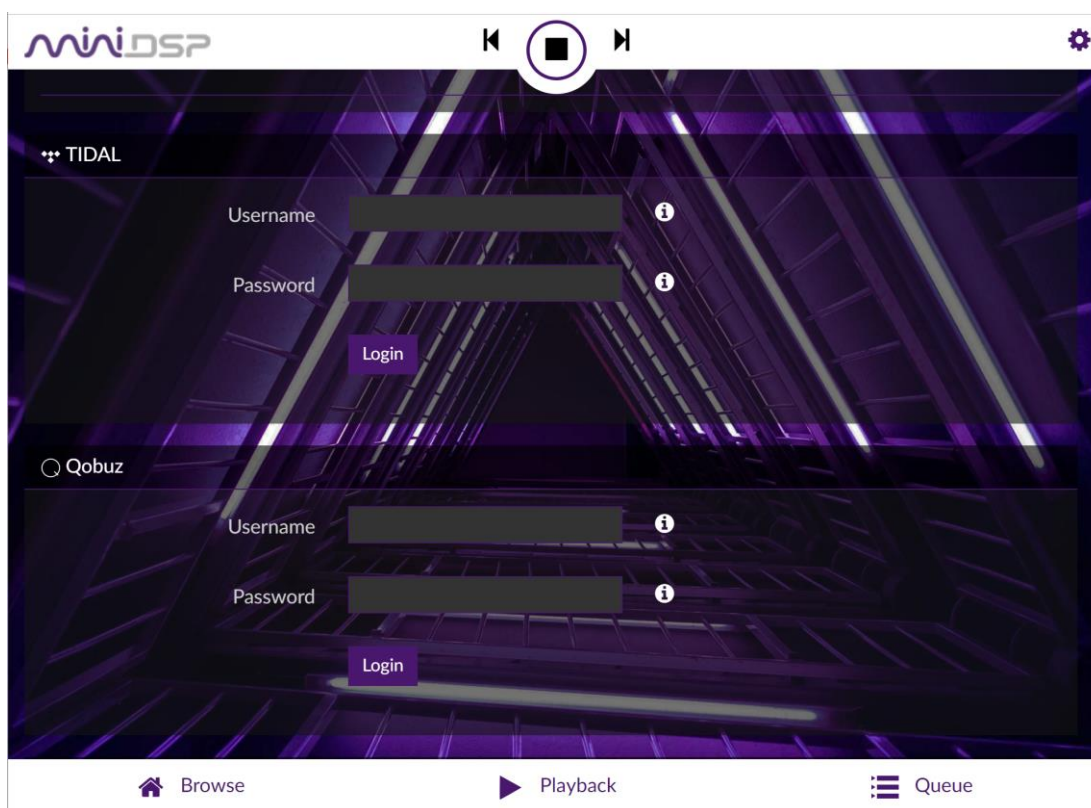 miniDSP
TIDAL
Username
Password
Login
Qobuz
Username
Password
Login
Browse Playback Queue